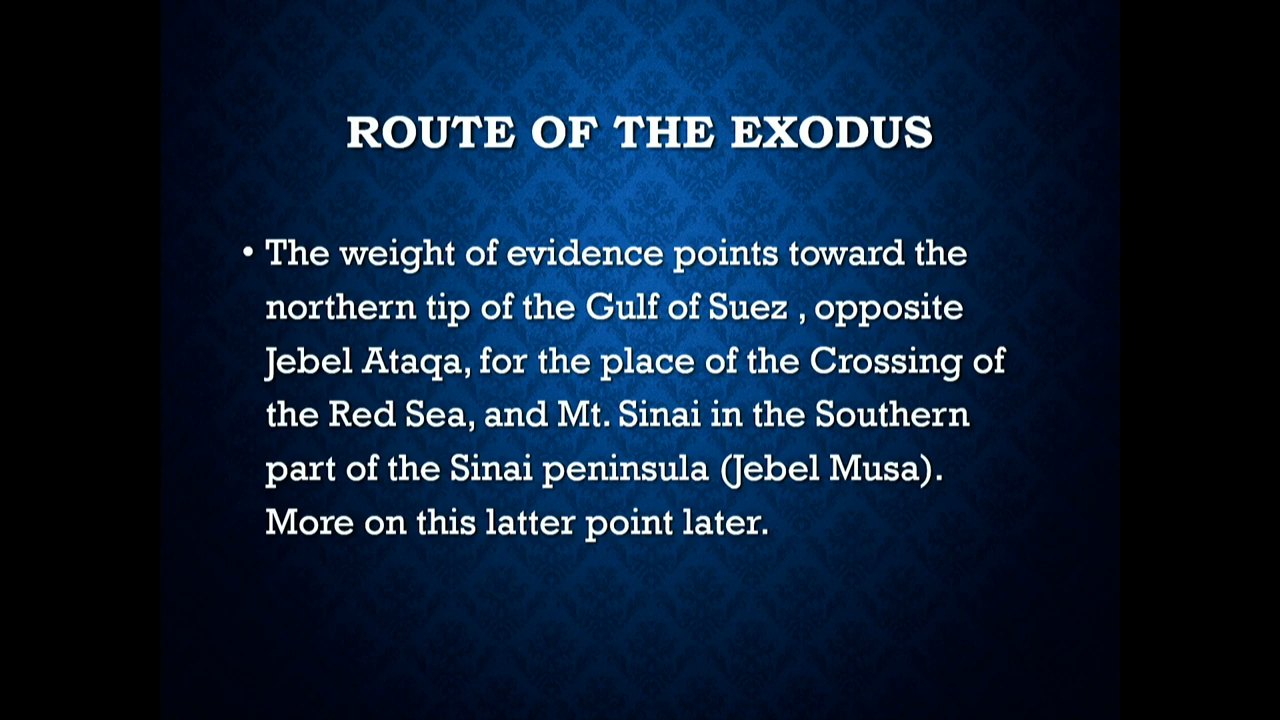 ROUTE OF THE EXODUS
• The weight of evidence points toward the
northern tip of the Gulf of Suez , opposite
Jebel Ataqa, for the place of the Crossing of
the Red Sea, and Mt. Sinai in the Southern
part of the Sinai peninsula (Jebel Musa).
More on this latter point later.